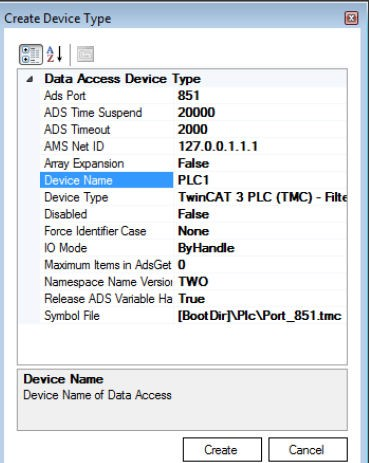 Create Device Type
Data Access Device Type
Ads Port 851
ADS Time Suspend 20000
ADS Timeout 2000
AMS Net ID 127.0.0.1.1.1
Array Expansion False
Device Name PLC1
Device Type TwinCAT 3 PLC (TMC) - Filte
Disabled False
Force Identifier Case None
IO Mode ByHandle
Maximum Items in AdsGet 0
Namespace Name Version TWO
Release ADS Variable Ha True
Symbol File [BootDir]\Plc\Port_851.tmc
Device Name
Device Name of Data Access
Create Cancel